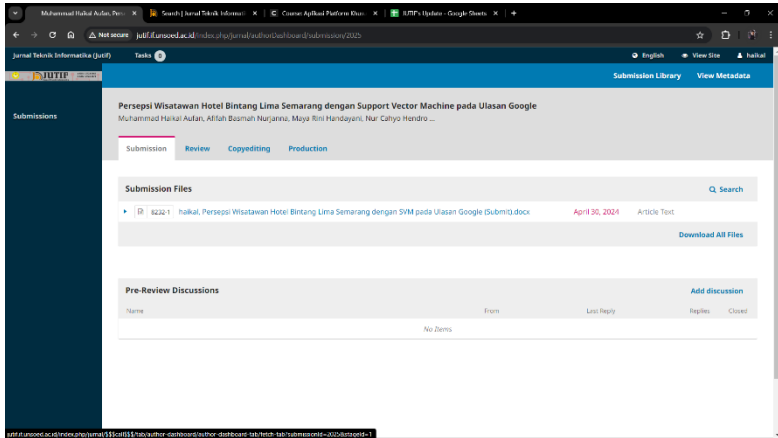 Muhammad Haikal Aufan, Pers
Search | Jurnal Teknik Informati
Course: Aplikasi Platform Khus
JUTIF's Update - Google Sheets
Not secure jutif.if.unsoed.ac.id/index.php/jurnal/authorDashboard/submission/2025
Jurnal Teknik Informatika (Jutif) Tasks 0 English View Site haikal
JUTIF
Submission Library View Metadata
Submissions
Persepsi Wisatawan Hotel Bintang Lima Semarang dengan Support Vector Machine pada Ulasan Google
Muhammad Haikal Aufan, Afifah Basmah Nurjanna, Maya Rini Handayani, Nur Cahyo Hendro ...
Submission Review Copyediting Production
Submission Files Search
8232-1 haikal, Persepsi Wisatawan Hotel Bintang Lima Semarang dengan SVM pada Ulasan Google (Submit).docx April 30, 2024 Article Text
Download All Files
Pre-Review Discussions Add discussion
Name From Last Reply Replies Closed
No Items
jutif.if.unsoed.ac.id/index.php/jurnal/$$$call$$$/tab/author-dashboard/author-dashboard-tab/fetch-tab?submissionId=2025&stageId=1